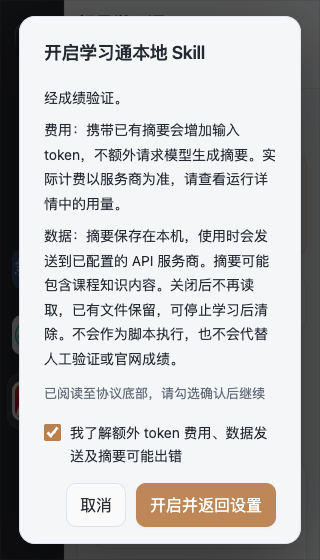 开启学习通本地 Skill
经成绩验证。
费用：携带已有摘要会增加输入
token，不额外请求模型生成摘要。实
际计费以服务商为准，请查看运行详
情中的用量。
数据：摘要保存在本机，使用时会发
送到已配置的 API 服务商。摘要可能
包含课程知识内容。关闭后不再读
取，已有文件保留，可停止学习后清
除。不会作为脚本执行，也不会代替
人工验证或官网成绩。
已阅读至协议底部，请勾选确认后继续
我了解额外 token 费用、数据发
送及摘要可能出错
取消
开启并返回设置